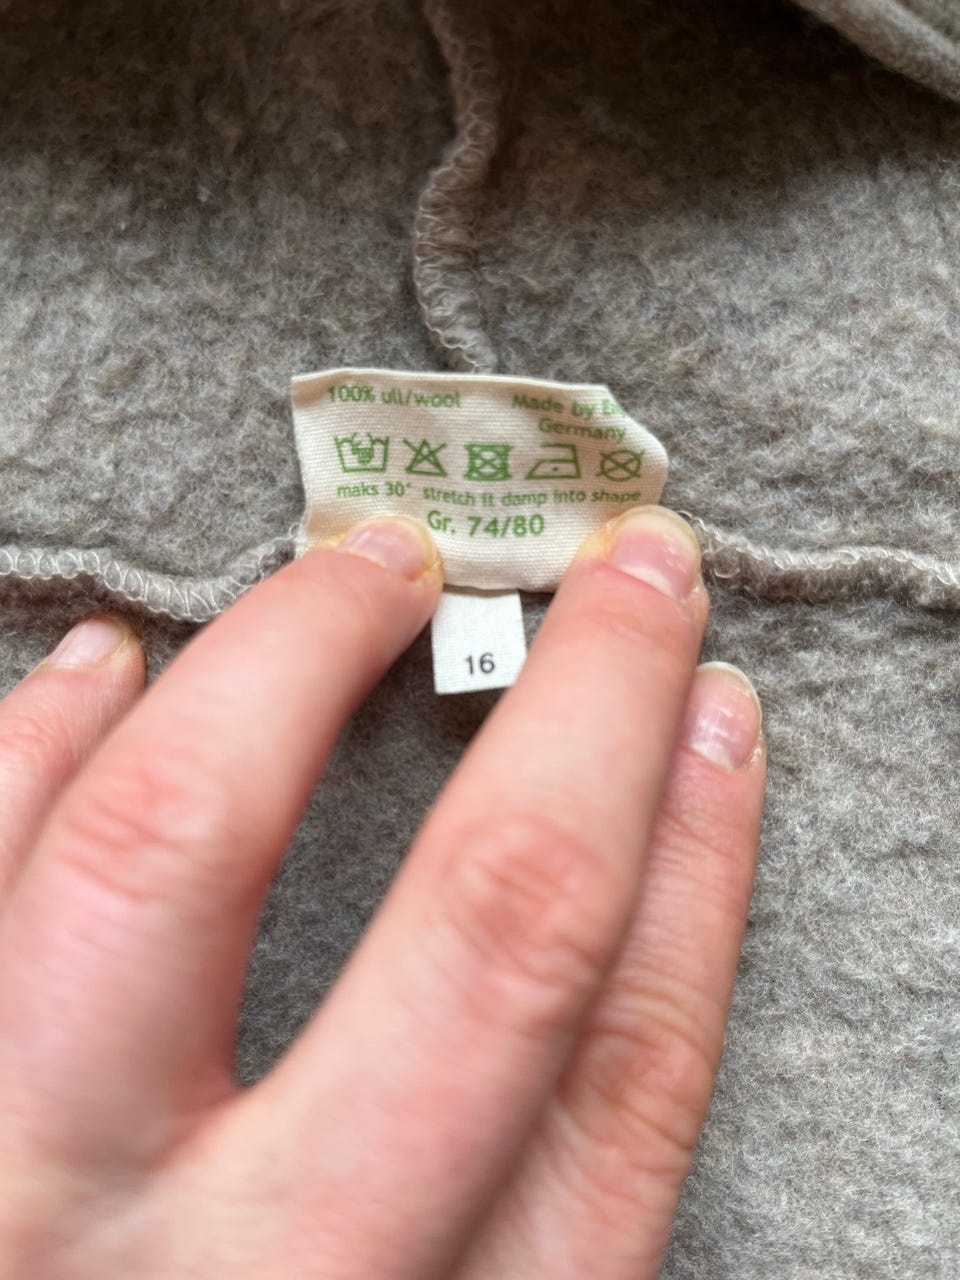 100% ull/wool
Made by
Germany
maks 30° stretch it damp into shape
Gr. 74/80
16